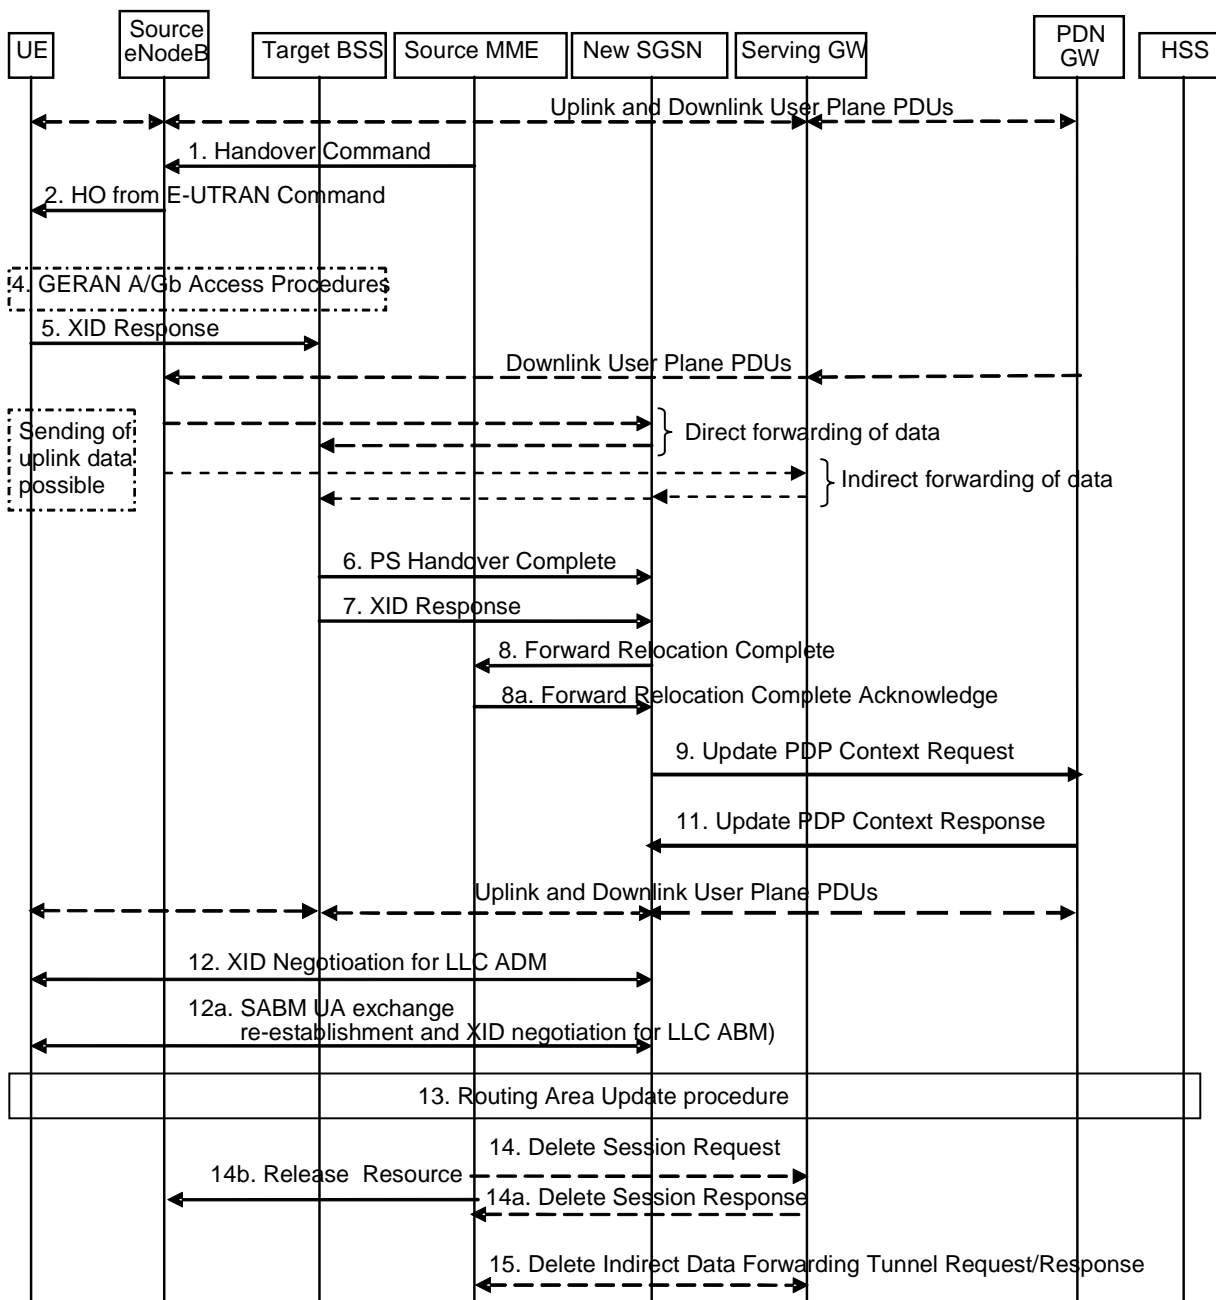 Source
eNodeB
UE
Target BSS
Source MME
New SGSN
Serving GW
PDN
GW
HSS
Uplink and Downlink User Plane PDUs
1. Handover Command
2. HO from E-UTRAN Command
4. GERAN A/Gb Access Procedures
5. XID Response
Downlink User Plane PDUs
Sending of
uplink data
possible
Direct forwarding of data
Indirect forwarding of data
6. PS Handover Complete
7. XID Response
8. Forward Relocation Complete
8a. Forward Relocation Complete Acknowledge
9. Update PDP Context Request
11. Update PDP Context Response
Uplink and Downlink User Plane PDUs
12. XID Negotioation for LLC ADM
12a. SABM UA exchange
re-establishment and XID negotiation for LLC ABM)
13. Routing Area Update procedure
14. Delete Session Request
14b. Release Resource
14a. Delete Session Response
15. Delete Indirect Data Forwarding Tunnel Request/Response